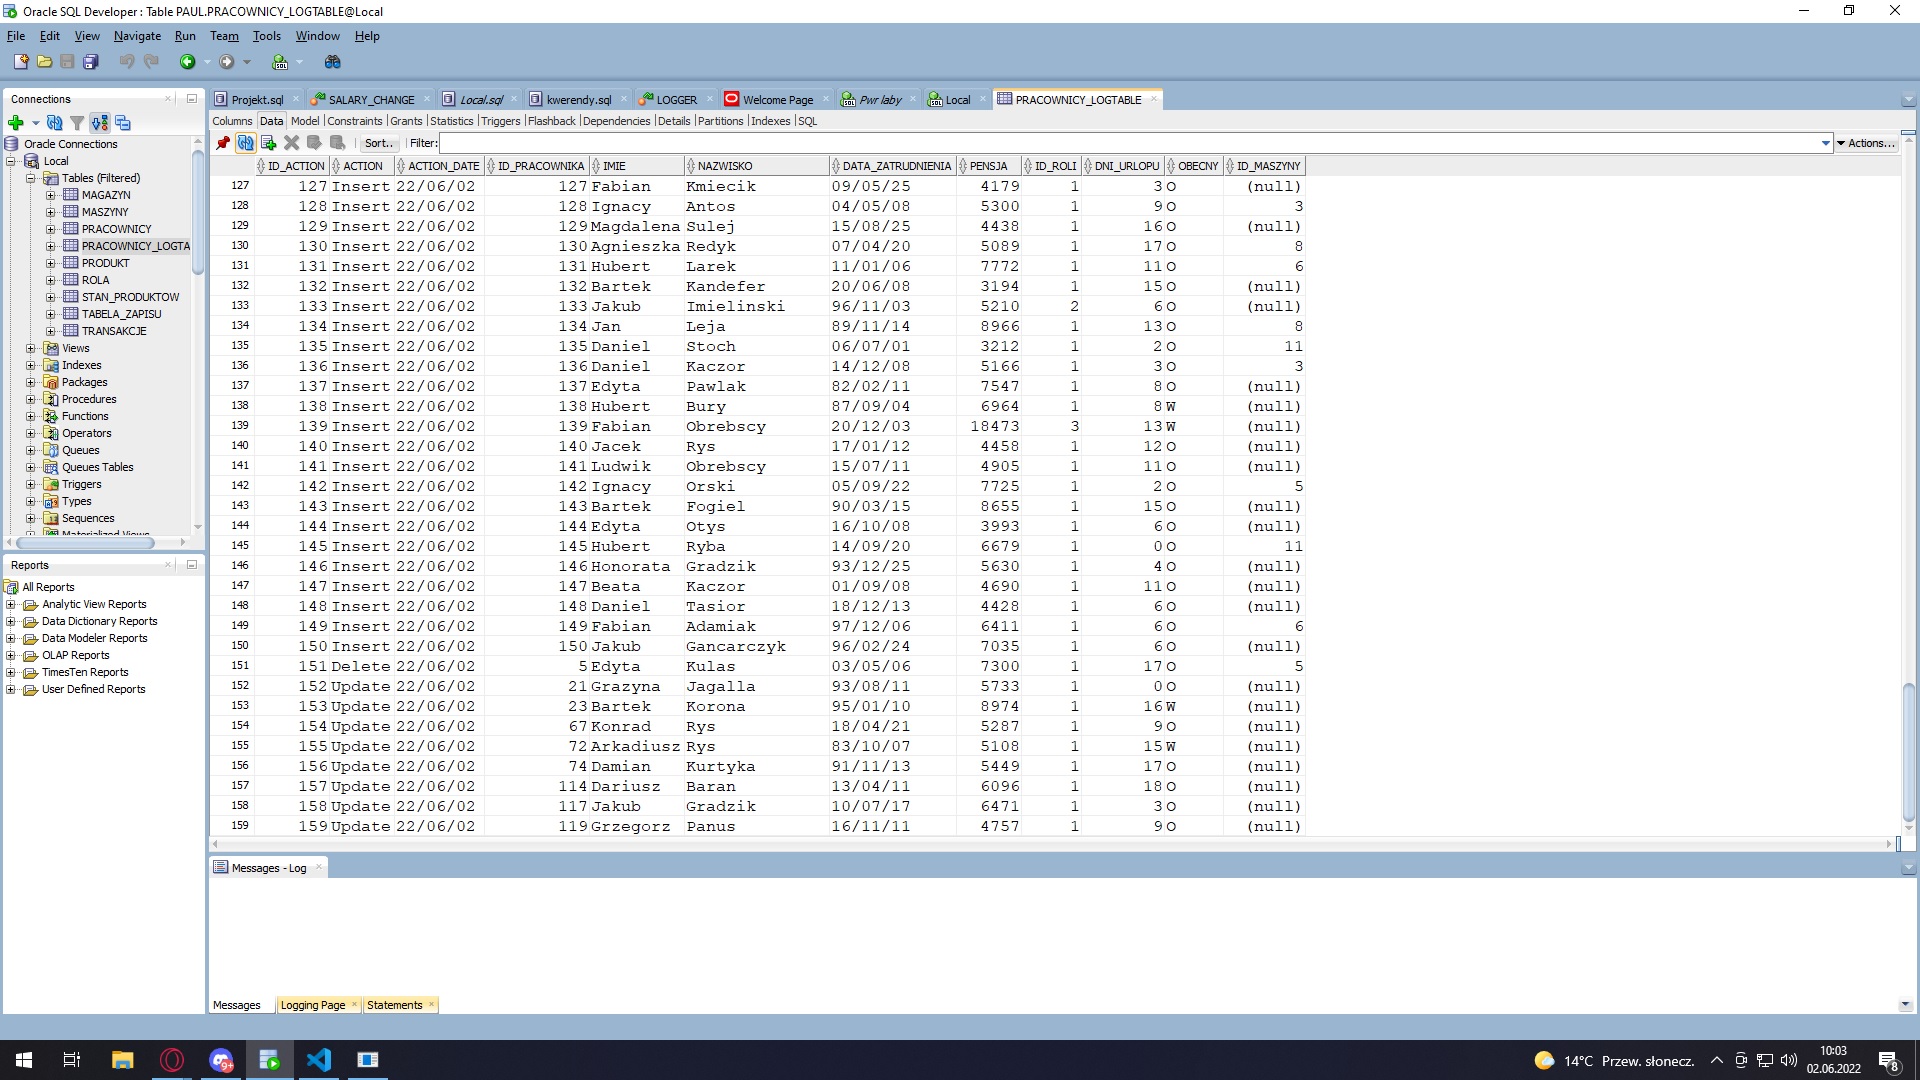 Oracle SQL Developer : Table PAUL.PRACOWNICY_LOGTABLE@Local
File Edit View Navigate Run Team Tools Window Help
Connections
Oracle Connections
Local
Tables (Filtered)
MAGAZYN
MASZYNY
PRACOWNICY
PRACOWNICY_LOGTA
PRODUKT
ROLA
STAN_PRODUKTOW
TABELA_ZAPISU
TRANSAKCJE
Views
Indexes
Packages
Procedures
Functions
Operators
Queues
Queues Tables
Triggers
Types
Sequences
Materialized Views
Reports
All Reports
Analytic View Reports
Data Dictionary Reports
Data Modeler Reports
OLAP Reports
TimesTen Reports
User Defined Reports
Projekt.sql SALARY_CHANGE Local.sql kwerendy.sql LOGGER Welcome Page Pwr laby Local PRACOWNICY_LOGTABLE
Columns Data Model Constraints Grants Statistics Triggers Flashback Dependencies Details Partitions Indexes SQL
Sort.. Filter: Actions...
ID_ACTION ACTION ACTION_DATE ID_PRACOWNIKA IMIE NAZWISKO DATA_ZATRUDNIENIA PENSJA ID_ROLI DNI_URLOPU OBECNY ID_MASZYNY
127 127 Insert 22/06/02 127 Fabian Kmiecik 09/05/25 4179 1 3 O (null)
128 128 Insert 22/06/02 128 Ignacy Antos 04/05/08 5300 1 9 O 3
129 129 Insert 22/06/02 129 Magdalena Sulej 15/08/25 4438 1 16 O (null)
130 130 Insert 22/06/02 130 Agnieszka Redyk 07/04/20 5089 1 17 O 8
131 131 Insert 22/06/02 131 Hubert Larek 11/01/06 7772 1 11 O 6
132 132 Insert 22/06/02 132 Bartek Kandefer 20/06/08 3194 1 15 O (null)
133 133 Insert 22/06/02 133 Jakub Imielinski 96/11/03 5210 2 6 O (null)
134 134 Insert 22/06/02 134 Jan Leja 89/11/14 8966 1 13 O 8
135 135 Insert 22/06/02 135 Daniel Stoch 06/07/01 3212 1 2 O 11
136 136 Insert 22/06/02 136 Daniel Kaczor 14/12/08 5166 1 3 O 3
137 137 Insert 22/06/02 137 Edyta Pawlak 82/02/11 7547 1 8 O (null)
138 138 Insert 22/06/02 138 Hubert Bury 87/09/04 6964 1 8 W (null)
139 139 Insert 22/06/02 139 Fabian Obrebscy 20/12/03 18473 3 13 W (null)
140 140 Insert 22/06/02 140 Jacek Rys 17/01/12 4458 1 12 O (null)
141 141 Insert 22/06/02 141 Ludwik Obrebscy 15/07/11 4905 1 11 O (null)
142 142 Insert 22/06/02 142 Ignacy Orski 05/09/22 7725 1 2 O 5
143 143 Insert 22/06/02 143 Bartek Fogiel 90/03/15 8655 1 15 O (null)
144 144 Insert 22/06/02 144 Edyta Otys 16/10/08 3993 1 6 O (null)
145 145 Insert 22/06/02 145 Hubert Ryba 14/09/20 6679 1 0 O 11
146 146 Insert 22/06/02 146 Honorata Gradzik 93/12/25 5630 1 4 O (null)
147 147 Insert 22/06/02 147 Beata Kaczor 01/09/08 4690 1 11 O (null)
148 148 Insert 22/06/02 148 Daniel Tasior 18/12/13 4428 1 6 O (null)
149 149 Insert 22/06/02 149 Fabian Adamiak 97/12/06 6411 1 6 O 6
150 150 Insert 22/06/02 150 Jakub Gancarczyk 96/02/24 7035 1 6 O (null)
151 151 Delete 22/06/02 5 Edyta Kulas 03/05/06 7300 1 17 O 5
152 152 Update 22/06/02 21 Grazyna Jagalla 93/08/11 5733 1 0 O (null)
153 153 Update 22/06/02 23 Bartek Korona 95/01/10 8974 1 16 W (null)
154 154 Update 22/06/02 67 Konrad Rys 18/04/21 5287 1 9 O (null)
155 155 Update 22/06/02 72 Arkadiusz Rys 83/10/07 5108 1 15 W (null)
156 156 Update 22/06/02 74 Damian Kurtyka 91/11/13 5449 1 17 O (null)
157 157 Update 22/06/02 114 Dariusz Baran 13/04/11 6096 1 18 O (null)
158 158 Update 22/06/02 117 Jakub Gradzik 10/07/17 6471 1 3 O (null)
159 159 Update 22/06/02 119 Grzegorz Panus 16/11/11 4757 1 9 O (null)
Messages - Log
Messages Logging Page Statements
9+
14°C Przew. słonecz.
10:03
02.06.2022
8